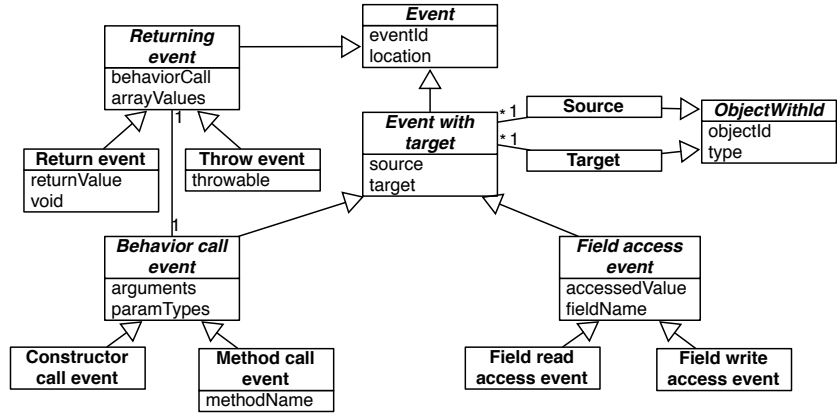 Event
eventId
location
Returning
event
behaviorCall
arrayValues
1
Return event
returnValue
void
Throw event
throwable
Event with
target
source
target
* 1
Source
* 1
Target
ObjectWithId
objectId
type
1
Behavior call
event
arguments
paramTypes
Field access
event
accessedValue
fieldName
Constructor
call event
Method call
event
methodName
Field read
access event
Field write
access event